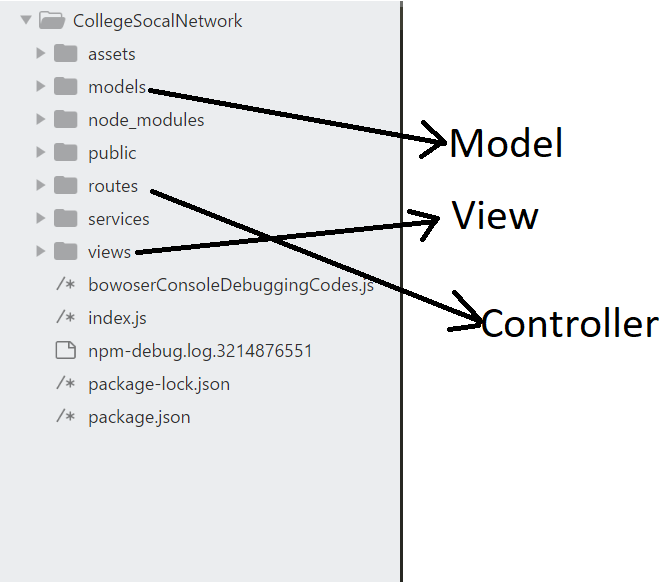 CollegeSocalNetwork
assets
models
node_modules
public
routes
services
views
/* bowoserConsoleDebuggingCodes.js
/* index.js
npm-debug.log.3214876551
/* package-lock.json
/* package.json
Model
View
Controller